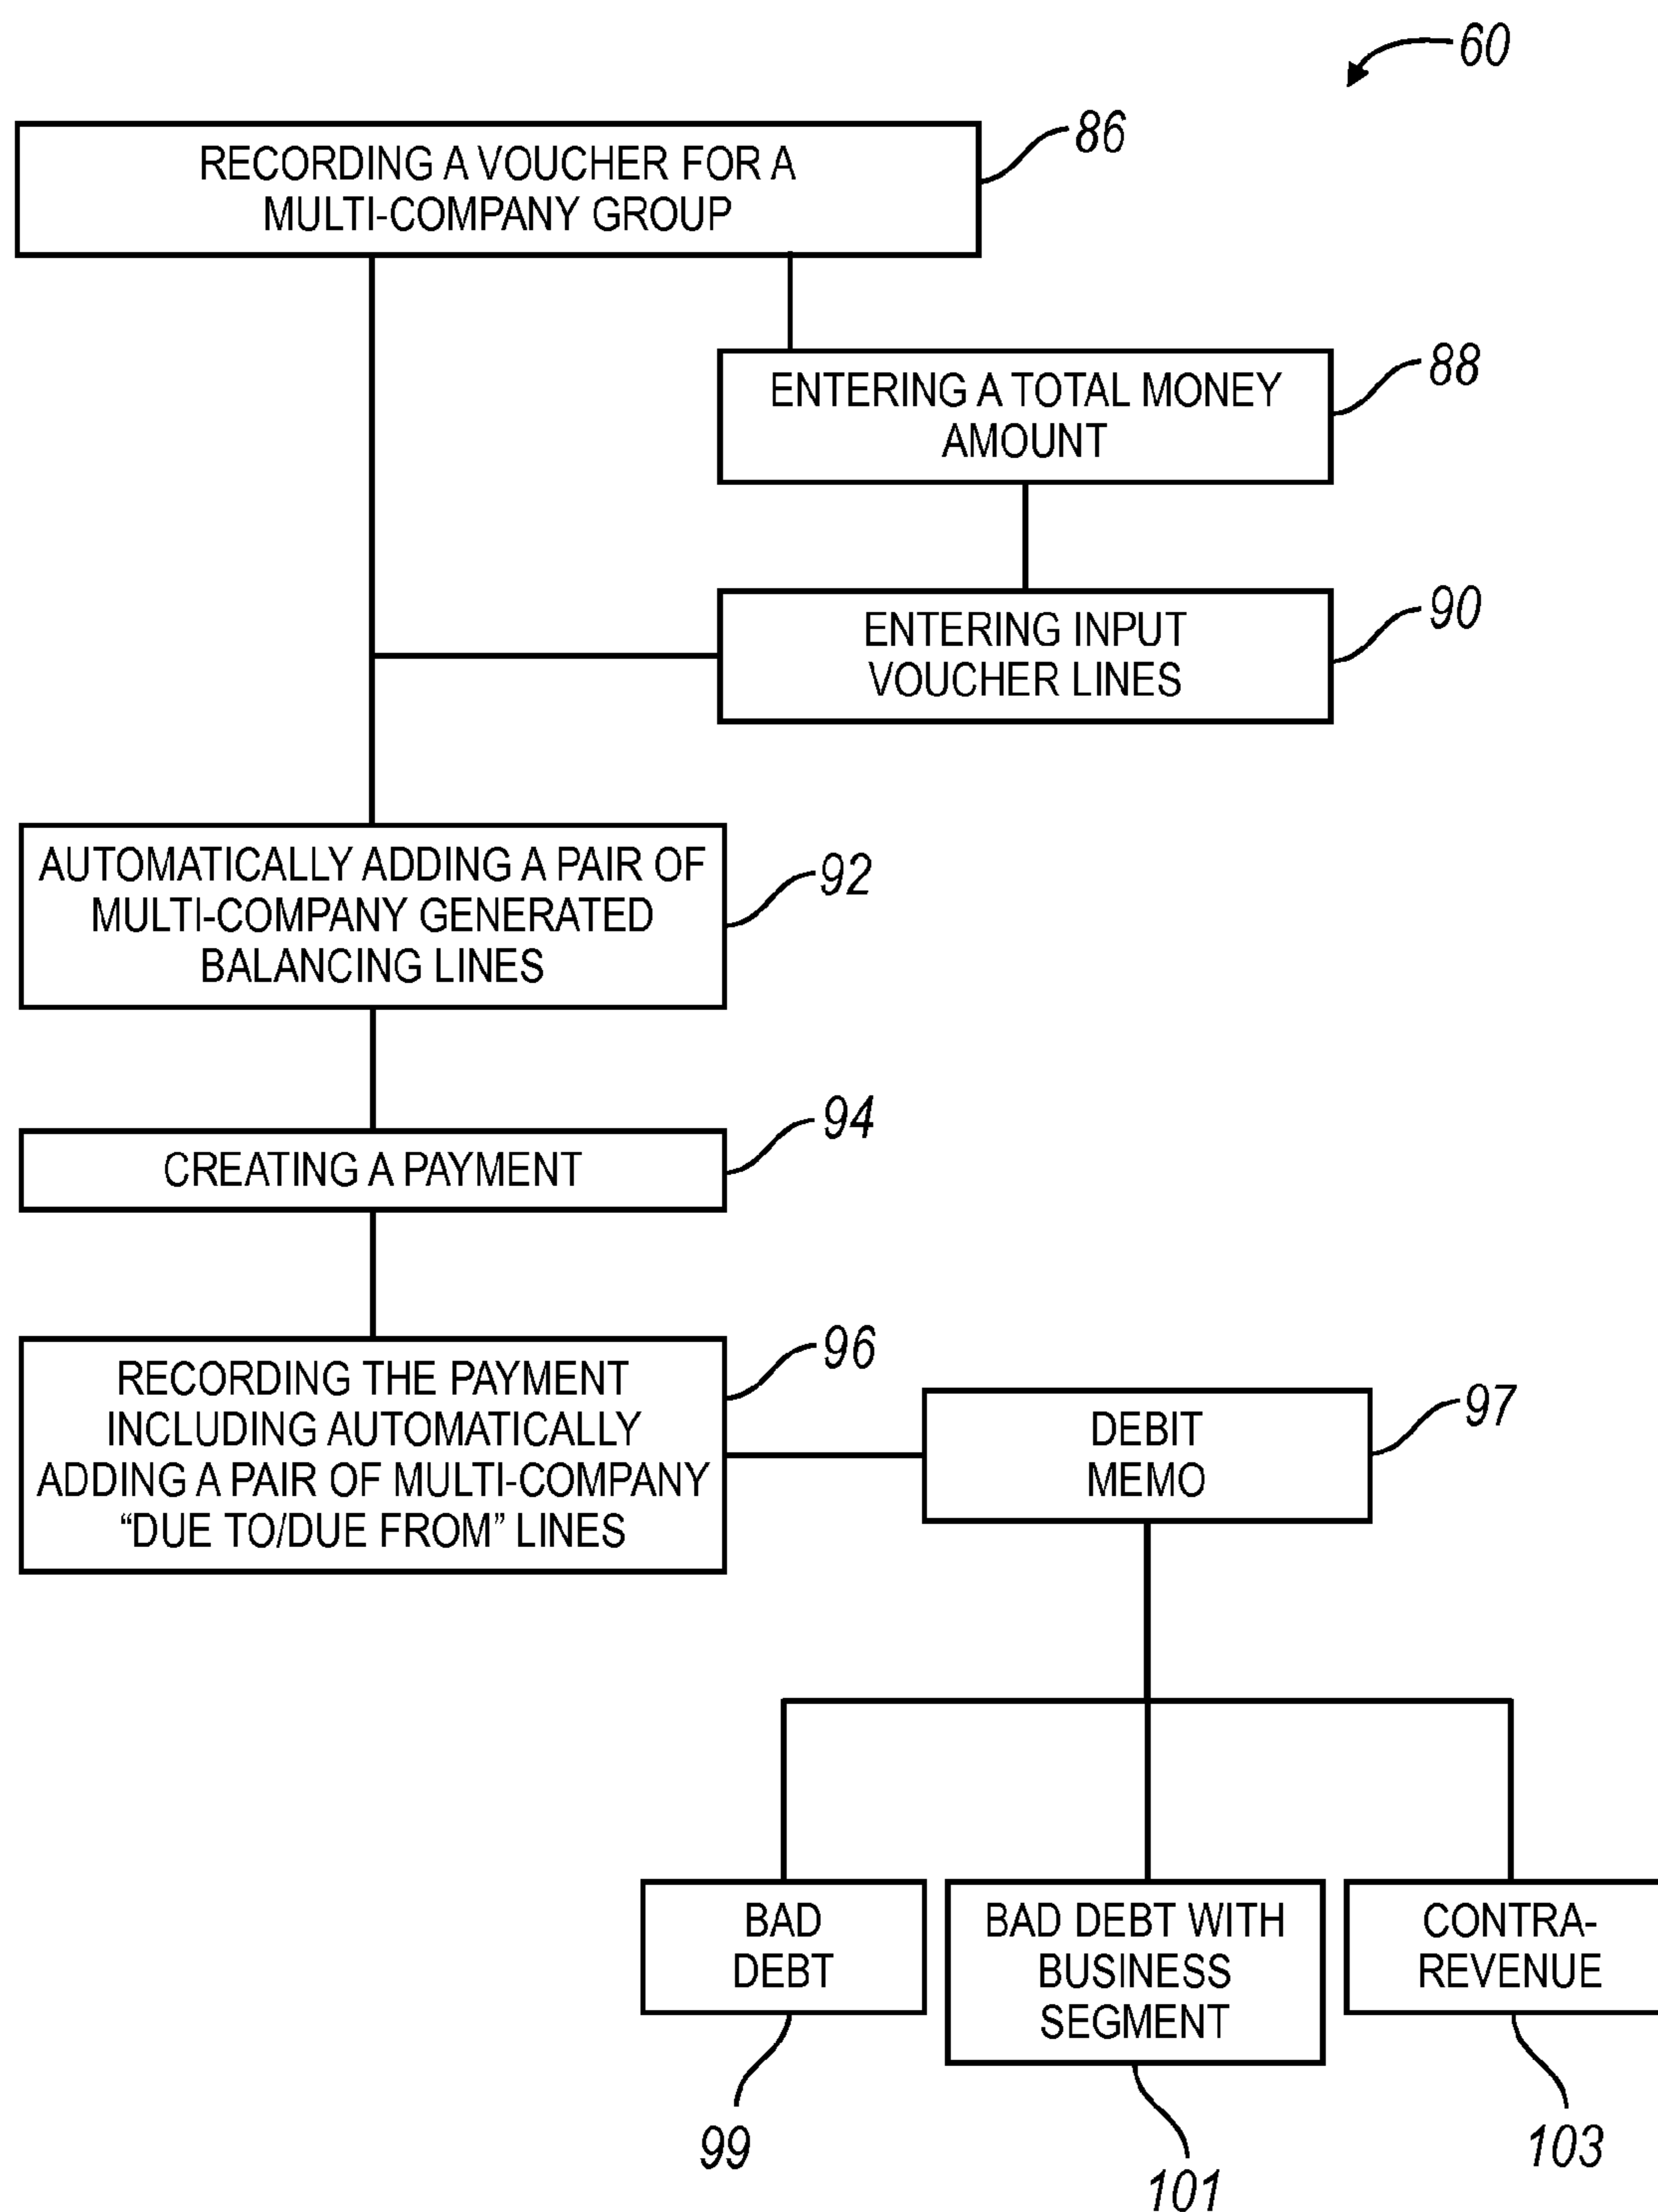 60
RECORDING A VOUCHER FOR A
MULTI-COMPANY GROUP
86
ENTERING A TOTAL MONEY
AMOUNT
88
ENTERING INPUT
VOUCHER LINES
90
AUTOMATICALLY ADDING A PAIR OF
MULTI-COMPANY GENERATED
BALANCING LINES
92
CREATING A PAYMENT
94
RECORDING THE PAYMENT
INCLUDING AUTOMATICALLY
ADDING A PAIR OF MULTI-COMPANY
“DUE TO/DUE FROM” LINES
96
DEBIT
MEMO
97
BAD
DEBT
99
BAD DEBT WITH
BUSINESS
SEGMENT
101
CONTRA-
REVENUE
103